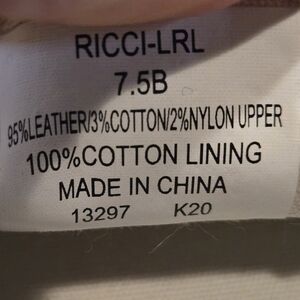 RICCI-LRL
7.5B
95%LEATHER/3%COTTON/2%NYLON UPPER
100%COTTON LINING
MADE IN CHINA
13297 K20